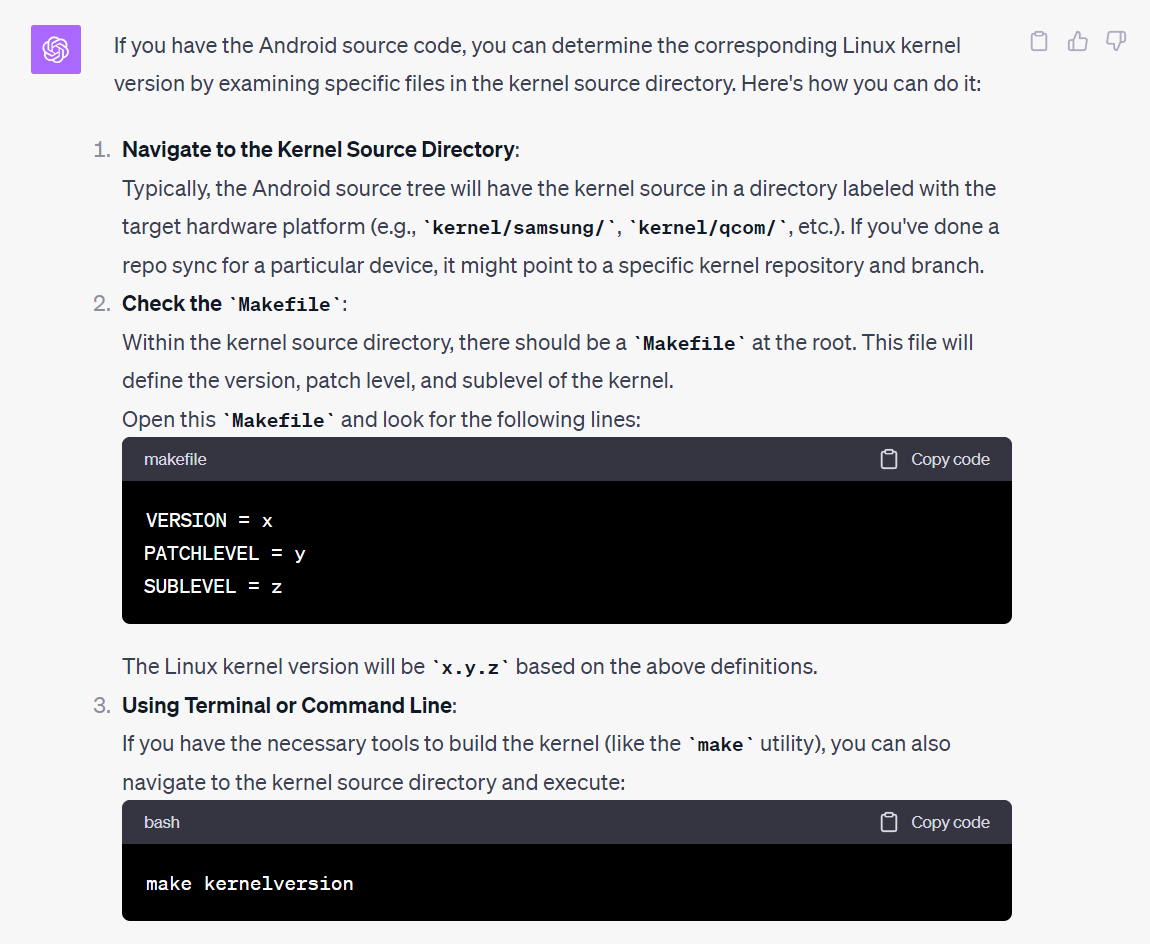 If you have the Android source code, you can determine the corresponding Linux kernel
version by examining specific files in the kernel source directory. Here's how you can do it:
1. Navigate to the Kernel Source Directory:
Typically, the Android source tree will have the kernel source in a directory labeled with the
target hardware platform (e.g., `kernel/samsung/`, `kernel/qcom/`, etc.). If you've done a
repo sync for a particular device, it might point to a specific kernel repository and branch.
2. Check the `Makefile`:
Within the kernel source directory, there should be a `Makefile` at the root. This file will
define the version, patch level, and sublevel of the kernel.
Open this `Makefile` and look for the following lines:
makefile Copy code
VERSION = x
PATCHLEVEL = y
SUBLEVEL = z
The Linux kernel version will be `x.y.z` based on the above definitions.
3. Using Terminal or Command Line:
If you have the necessary tools to build the kernel (like the `make` utility), you can also
navigate to the kernel source directory and execute:
bash Copy code
make kernelversion